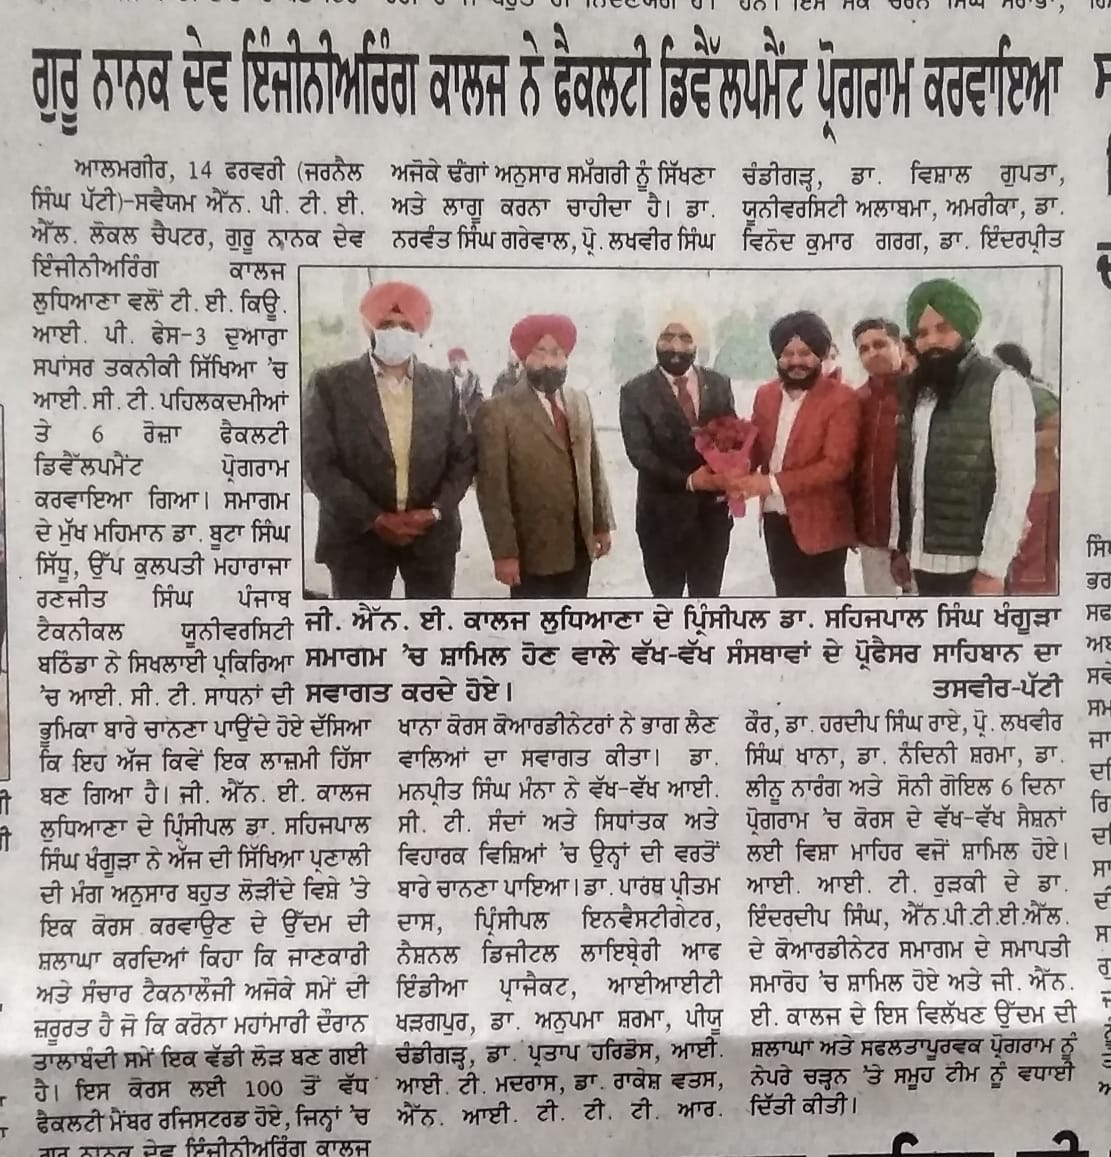 ਗੁਰੂ ਨਾਨਕ ਦੇਵ ਇੰਜੀਨੀਅਰਿੰਗ ਕਾਲਜ ਨੇ ਫੈਕਲਟੀ ਡਿਵੈੱਲਪਮੈਂਟ ਪ੍ਰੋਗਰਾਮ ਕਰਵਾਇਆ
ਆਲਮਗੀਰ, 14 ਫਰਵਰੀ (ਜਰਨੈਲ
ਸਿੰਘ ਪੱਟੀ)-ਸਵੈਯਮ ਐੱਨ. ਪੀ. ਟੀ. ਈ.
ਐੱਲ. ਲੋਕਲ ਚੈਪਟਰ, ਗੁਰੂ ਨਾਨਕ ਦੇਵ
ਇੰਜੀਨੀਅਰਿੰਗ ਕਾਲਜ
ਲੁਧਿਆਣਾ ਵਲੋਂ ਟੀ. ਈ. ਕਿਊ.
ਆਈ. ਪੀ. ਫੇਸ-3 ਦੁਆਰਾ
ਸਪਾਂਸਰ ਤਕਨੀਕੀ ਸਿੱਖਿਆ 'ਚ
ਆਈ. ਸੀ. ਟੀ. ਪਹਿਲਕਦਮੀਆਂ
ਤੇ 6 ਰੋਜ਼ਾ ਫੈਕਲਟੀ
ਡਿਵੈੱਲਪਮੈਂਟ ਪ੍ਰੋਗਰਾਮ
ਕਰਵਾਇਆ ਗਿਆ। ਸਮਾਗਮ
ਦੇ ਮੁੱਖ ਮਹਿਮਾਨ ਡਾ. ਬੂਟਾ ਸਿੰਘ
ਸਿੱਧੂ, ਉੱਪ ਕੁਲਪਤੀ ਮਹਾਰਾਜਾ
ਰਣਜੀਤ ਸਿੰਘ ਪੰਜਾਬ
ਟੈਕਨੀਕਲ ਯੂਨੀਵਰਸਿਟੀ
ਬਠਿੰਡਾ ਨੇ ਸਿਖਲਾਈ ਪ੍ਰਕਿਰਿਆ
'ਚ ਆਈ. ਸੀ. ਟੀ. ਸਾਧਨਾਂ ਦੀ
ਭੂਮਿਕਾ ਬਾਰੇ ਚਾਨਣਾ ਪਾਉਂਦੇ ਹੋਏ ਦੱਸਿਆ
ਕਿ ਇਹ ਅੱਜ ਕਿਵੇਂ ਇਕ ਲਾਜ਼ਮੀ ਹਿੱਸਾ
ਬਣ ਗਿਆ ਹੈ। ਜੀ. ਐੱਨ. ਈ. ਕਾਲਜ
ਲੁਧਿਆਣਾ ਦੇ ਪ੍ਰਿੰਸੀਪਲ ਡਾ. ਸਹਿਜਪਾਲ
ਸਿੰਘ ਖੰਗੂੜਾ ਨੇ ਅੱਜ ਦੀ ਸਿੱਖਿਆ ਪ੍ਰਣਾਲੀ
ਦੀ ਮੰਗ ਅਨੁਸਾਰ ਬਹੁਤ ਲੋੜੀਂਦੇ ਵਿਸ਼ੇ 'ਤੇ
ਇਕ ਕੋਰਸ ਕਰਵਾਉਣ ਦੇ ਉੱਦਮ ਦੀ
ਸ਼ਲਾਘਾ ਕਰਦਿਆਂ ਕਿਹਾ ਕਿ ਜਾਣਕਾਰੀ
ਅਤੇ ਸੰਚਾਰ ਟੈਕਨਾਲੌਜੀ ਅਜੋਕੇ ਸਮੇਂ ਦੀ
ਜ਼ਰੂਰਤ ਹੈ ਜੋ ਕਿ ਕਰੋਨਾ ਮਹਾਂਮਾਰੀ ਦੌਰਾਨ
ਤਾਲਾਬੰਦੀ ਸਮੇਂ ਇਕ ਵੱਡੀ ਲੋੜ ਬਣ ਗਈ
ਹੈ। ਇਸ ਕੋਰਸ ਲਈ 100 ਤੋਂ ਵੱਧ
ਫੈਕਲਟੀ ਮੈਂਬਰ ਰਜਿਸਟਰਡ ਹੋਏ, ਜਿਨ੍ਹਾਂ 'ਚ
ਗੁਰੂ ਨਾਨਕ ਦੇਵ ਇੰਜੀਨੀਅਰਿੰਗ ਕਾਲਜ
ਅਜੋਕੇ ਢੰਗਾਂ ਅਨੁਸਾਰ ਸਮੱਗਰੀ ਨੂੰ ਸਿੱਖਣਾ
ਅਤੇ ਲਾਗੂ ਕਰਨਾ ਚਾਹੀਦਾ ਹੈ। ਡਾ.
ਨਰਵੰਤ ਸਿੰਘ ਗਰੇਵਾਲ, ਪ੍ਰੋ. ਲਖਵੀਰ ਸਿੰਘ
ਖਾਨਾ ਕੋਰਸ ਕੋਆਰਡੀਨੇਟਰਾਂ ਨੇ ਭਾਗ ਲੈਣ
ਵਾਲਿਆਂ ਦਾ ਸਵਾਗਤ ਕੀਤਾ। ਡਾ.
ਮਨਪ੍ਰੀਤ ਸਿੰਘ ਮੰਨਾ ਨੇ ਵੱਖ-ਵੱਖ ਆਈ.
ਸੀ. ਟੀ. ਸੰਦਾਂ ਅਤੇ ਸਿਧਾਂਤਕ ਅਤੇ
ਵਿਹਾਰਕ ਵਿਸ਼ਿਆਂ 'ਚ ਉਨ੍ਹਾਂ ਦੀ ਵਰਤੋਂ
ਬਾਰੇ ਚਾਨਣਾ ਪਾਇਆ। ਡਾ. ਪਾਰਥ ਪ੍ਰੀਤਮ
ਦਾਸ, ਪ੍ਰਿੰਸੀਪਲ ਇਨਵੈਸਟੀਗੇਟਰ,
ਨੈਸ਼ਨਲ ਡਿਜੀਟਲ ਲਾਇਬ੍ਰੇਰੀ ਆਫ
ਇੰਡੀਆ ਪ੍ਰਾਜੈਕਟ, ਆਈਆਈਟੀ
ਖੜਗਪੁਰ, ਡਾ. ਅਨੁਪਮਾ ਸ਼ਰਮਾ, ਪੀਯੂ
ਚੰਡੀਗੜ੍ਹ, ਡਾ. ਪ੍ਰਤਾਪ ਹਰਿਡੋਸ, ਆਈ.
ਆਈ. ਟੀ. ਮਦਰਾਸ, ਡਾ. ਰਾਕੇਸ਼ ਵਤਸ,
ਐੱਨ. ਆਈ. ਟੀ. ਟੀ. ਟੀ. ਆਰ.
ਚੰਡੀਗੜ੍ਹ, ਡਾ. ਵਿਸ਼ਾਲ ਗੁਪਤਾ,
ਯੂਨੀਵਰਸਿਟੀ ਅਲਾਬਮਾ, ਅਮਰੀਕਾ, ਡਾ.
ਵਿਨੋਦ ਕੁਮਾਰ ਗਰਗ, ਡਾ. ਇੰਦਰਪ੍ਰੀਤ
ਕੌਰ, ਡਾ. ਹਰਦੀਪ ਸਿੰਘ ਰਾਏ, ਪ੍ਰੋ. ਲਖਵੀਰ
ਸਿੰਘ ਖਾਨਾ, ਡਾ. ਨੰਦਿਨੀ ਸ਼ਰਮਾ, ਡਾ.
ਲੀਨੂ ਨਾਰੰਗ ਅਤੇ ਸੋਨੀ ਗੋਇਲ 6 ਦਿਨਾ
ਪ੍ਰੋਗਰਾਮ 'ਚ ਕੋਰਸ ਦੇ ਵੱਖ-ਵੱਖ ਸੈਸ਼ਨਾਂ
ਲਈ ਵਿਸ਼ਾ ਮਾਹਿਰ ਵਜੋਂ ਸ਼ਾਮਿਲ ਹੋਏ।
ਆਈ. ਆਈ. ਟੀ. ਰੁੜਕੀ ਦੇ ਡਾ.
ਇੰਦਰਦੀਪ ਸਿੰਘ, ਐੱਨ.ਪੀ.ਟੀ.ਈ.ਐੱਲ.
ਦੇ ਕੋਆਰਡੀਨੇਟਰ ਸਮਾਗਮ ਦੇ ਸਮਾਪਤੀ
ਸਮਾਰੋਹ 'ਚ ਸ਼ਾਮਿਲ ਹੋਏ ਅਤੇ ਜੀ. ਐੱਨ.
ਈ. ਕਾਲਜ ਦੇ ਇਸ ਵਿਲੱਖਣ ਉੱਦਮ ਦੀ
ਸ਼ਲਾਘਾ ਅਤੇ ਸਫਲਤਾਪੂਰਵਕ ਪ੍ਰੋਗਰਾਮ ਨੂੰ
ਨੇਪਰੇ ਚੜ੍ਹਨ 'ਤੇ ਸਮੂਹ ਟੀਮ ਨੂੰ ਵਧਾਈ
ਦਿੱਤੀ ਕੀਤੀ।
ਜੀ. ਐੱਨ. ਈ. ਕਾਲਜ ਲੁਧਿਆਣਾ ਦੇ ਪ੍ਰਿੰਸੀਪਲ ਡਾ. ਸਹਿਜਪਾਲ ਸਿੰਘ ਖੰਗੂੜਾ
ਸਮਾਗਮ 'ਚ ਸ਼ਾਮਿਲ ਹੋਣ ਵਾਲੇ ਵੱਖ-ਵੱਖ ਸੰਸਥਾਵਾਂ ਦੇ ਪ੍ਰੋਫੈਸਰ ਸਾਹਿਬਾਨ ਦਾ
ਸਵਾਗਤ ਕਰਦੇ ਹੋਏ। ਤਸਵੀਰ-ਪੱਟੀ